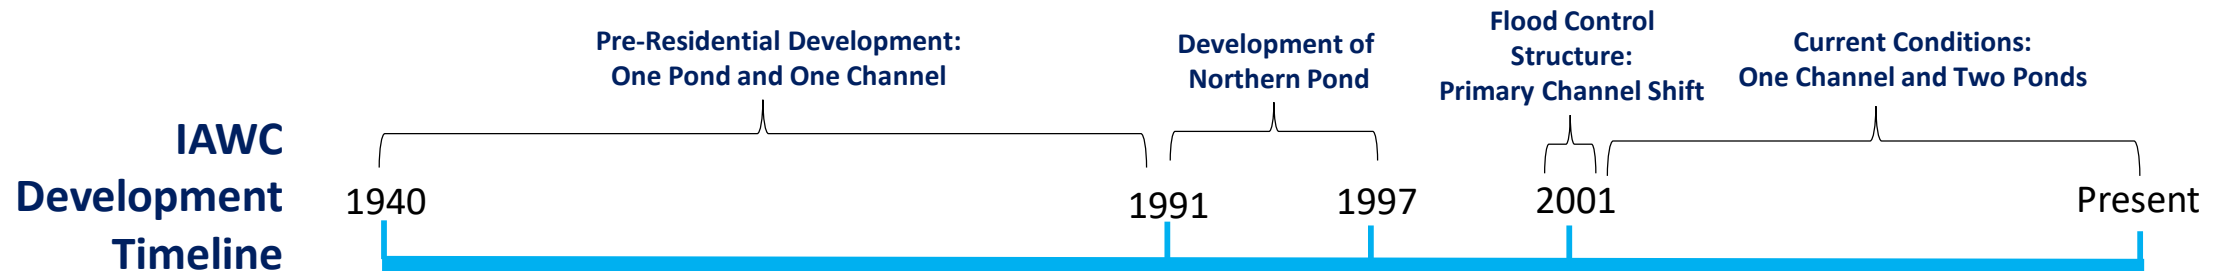 IAWC
Development
Timeline
Pre-Residential Development:
One Pond and One Channel
Development of
Northern Pond
Flood Control
Structure:
Primary Channel Shift
Current Conditions:
One Channel and Two Ponds
1940
1991
1997
2001
Present